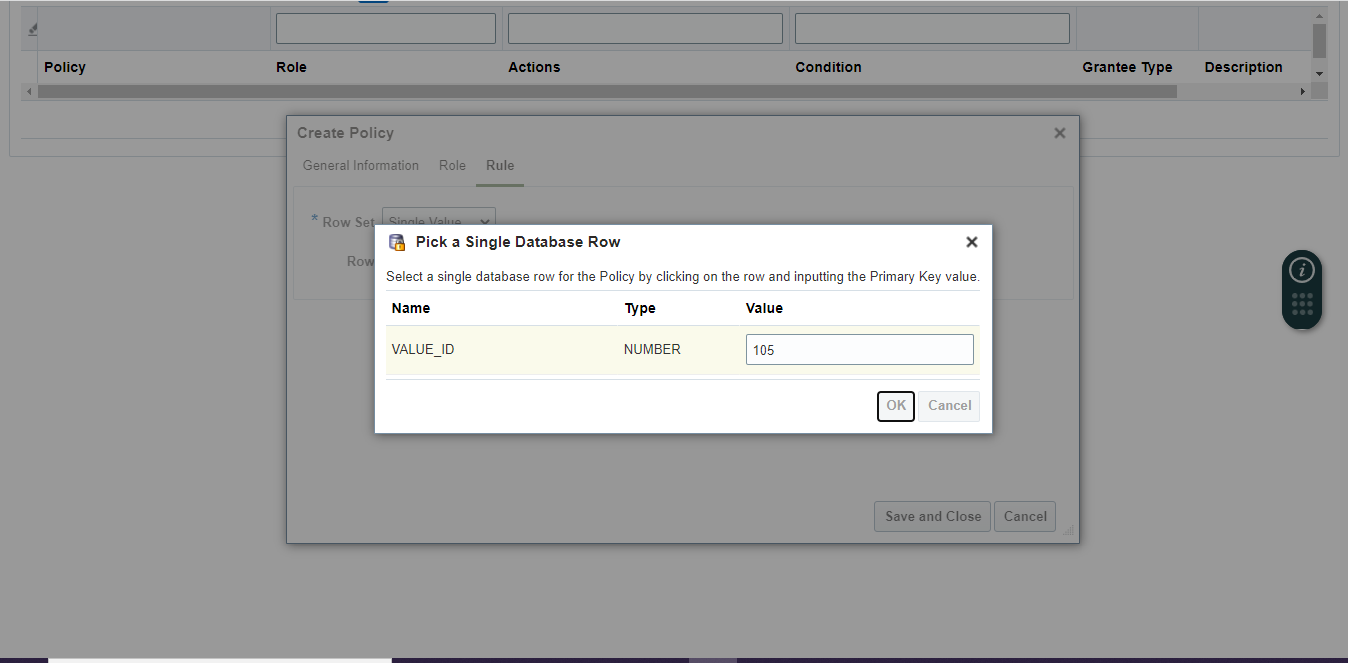 Policy Role Actions Condition Grantee Type Description
Create Policy
General Information Role Rule
* Row Set Single Value
Row
Pick a Single Database Row
Select a single database row for the Policy by clicking on the row and inputting the Primary Key value.
Name Type Value
VALUE_ID NUMBER 105
OK Cancel
Save and Close Cancel